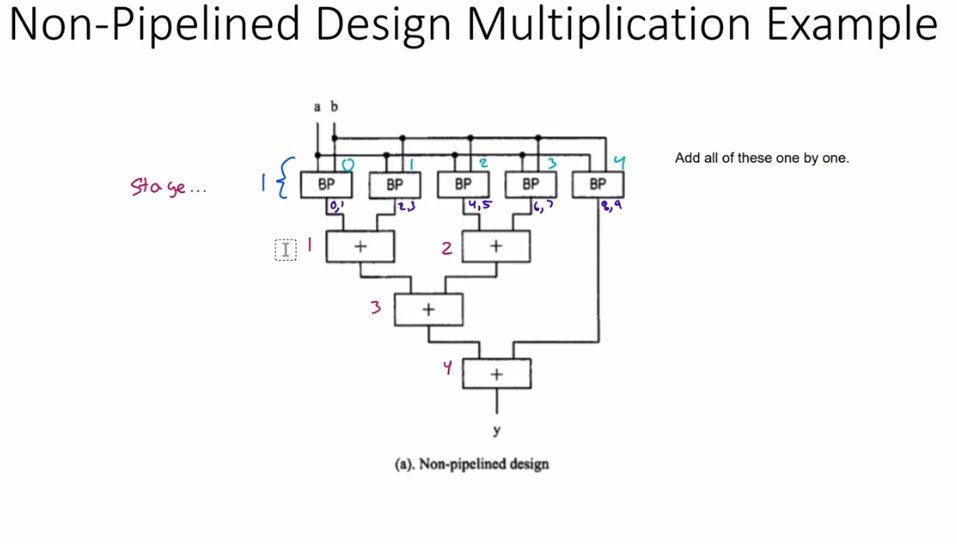 Non-Pipelined Design Multiplication Example
a b
Add all of these one by one.
0 1 2 3 4
Stage... 1 {
BP BP BP BP BP
0,1 2,3 4,5 6,7 8,9
I 1 + 2 +
3 +
4 +
y
(a). Non-pipelined design